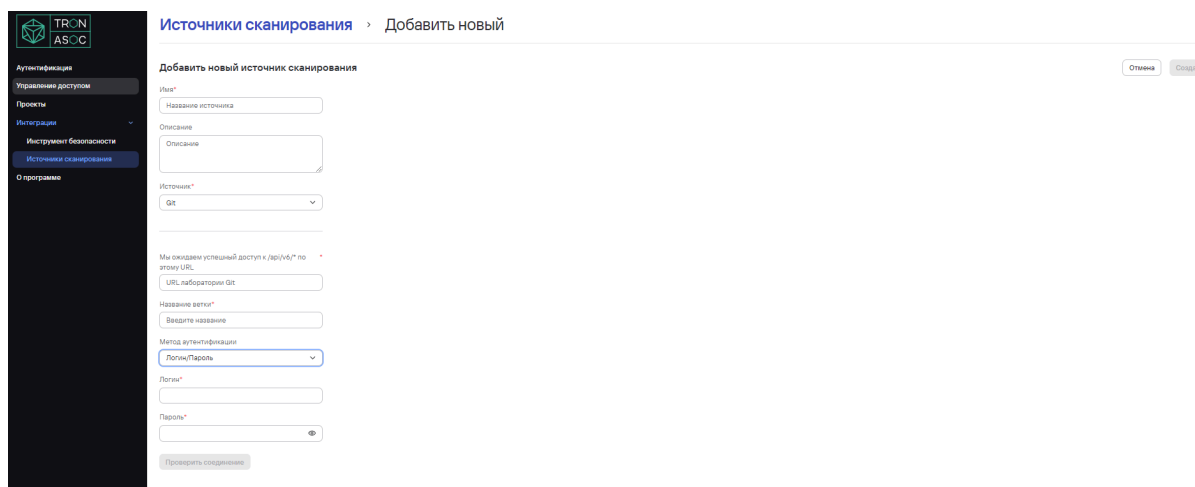 TRON
ASOC
Источники сканирования › Добавить новый
Аутентификация
Управление доступом
Проекты
Интеграции
Инструмент безопасности
Источники сканирования
О программе
Добавить новый источник сканирования
Отмена
Имя*
Название источника
Описание
Описание
Источник*
Git
Мы ожидаем успешный доступ к /api/v6/* по *
этому URL
URL лаборатории Git
Название ветки*
Введите название
Метод аутентификации
Логин/Пароль
Логин*
Пароль*
Проверить соединение